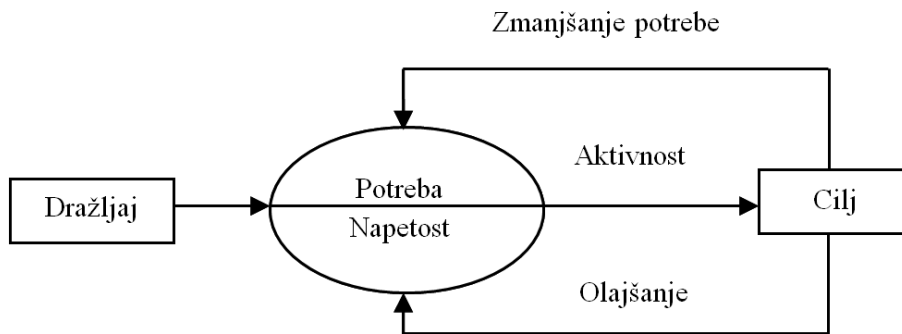 Zmanjšanje potrebe
Aktivnost
Dražljaj
Potreba
Napetost
Cilj
Olajšanje